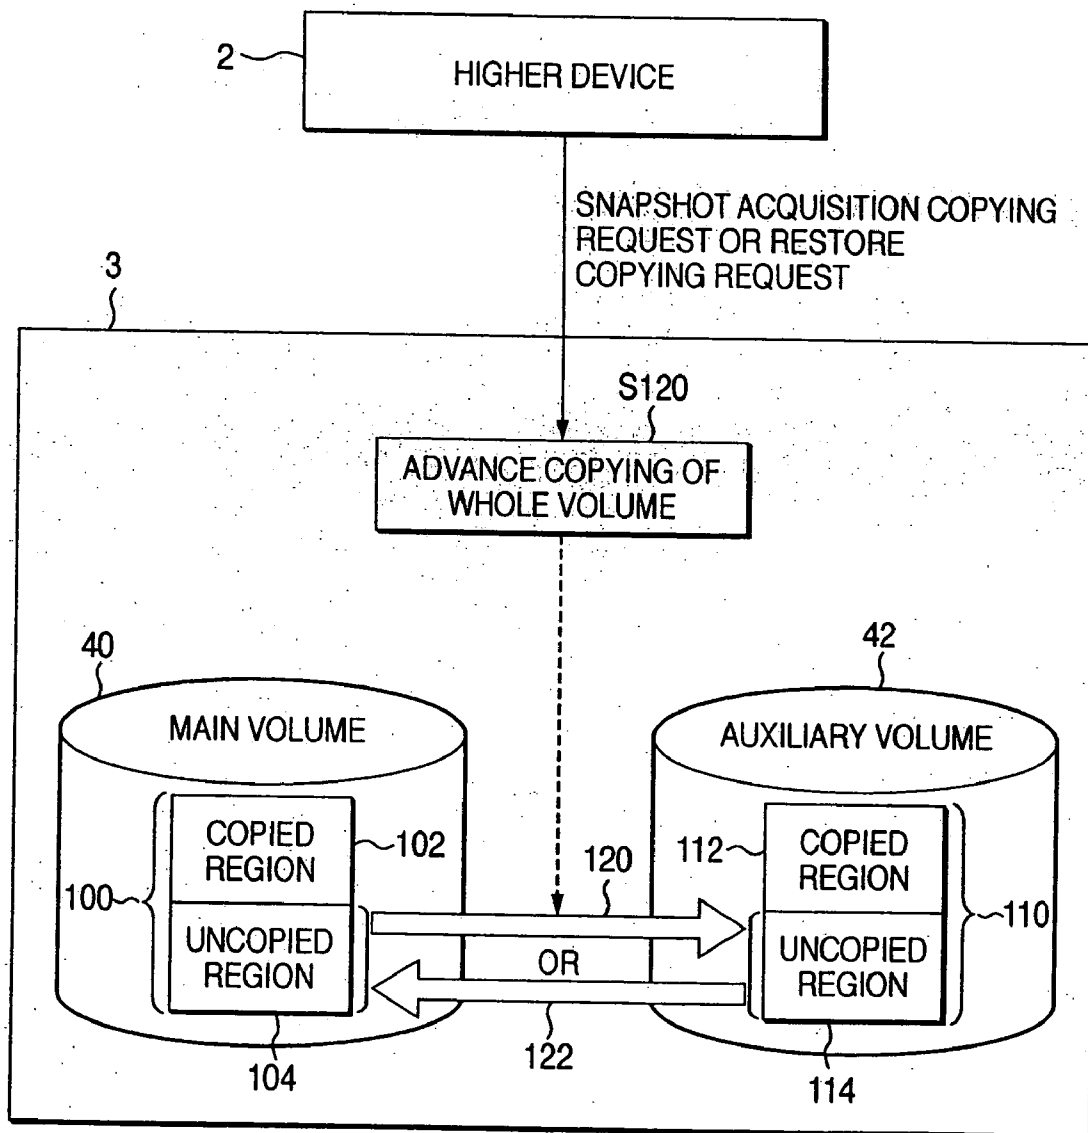 2
HIGHER DEVICE
SNAPSHOT ACQUISITION COPYING
REQUEST OR RESTORE
COPYING REQUEST
3
S120
ADVANCE COPYING OF
WHOLE VOLUME
40
MAIN VOLUME
42
AUXILIARY VOLUME
100
COPIED
REGION
102
UNCOPIED
REGION
104
120
OR
122
112
COPIED
REGION
110
UNCOPIED
REGION
114